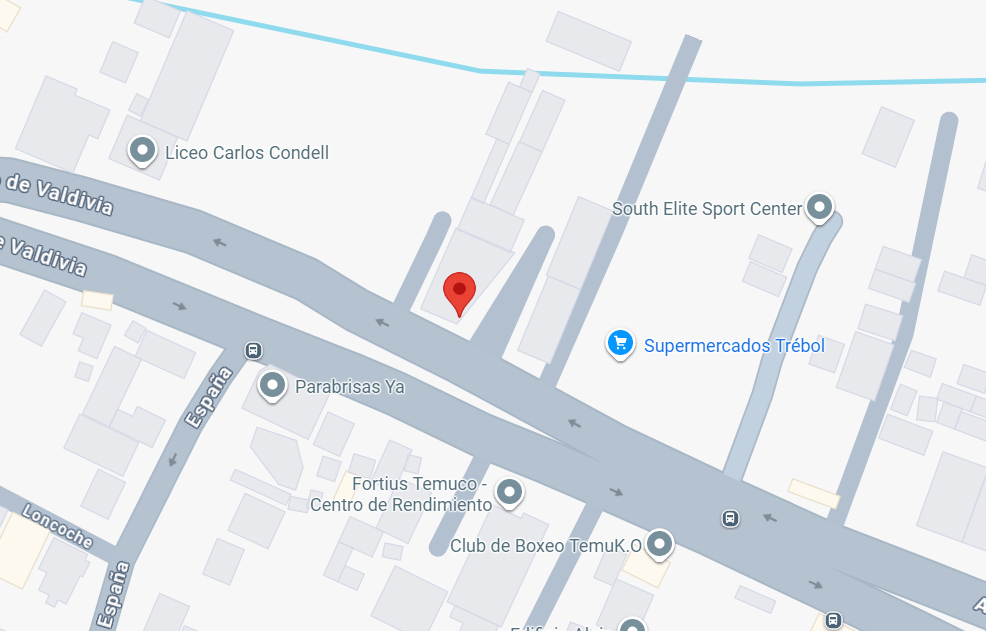 Liceo Carlos Condell
de Valdivia
South Elite Sport Center
de Valdivia
Supermercados Trébol
Parabrisas Ya
España
Fortius Temuco -
Centro de Rendimiento
Loncoche
Club de Boxeo TemuK.O
España